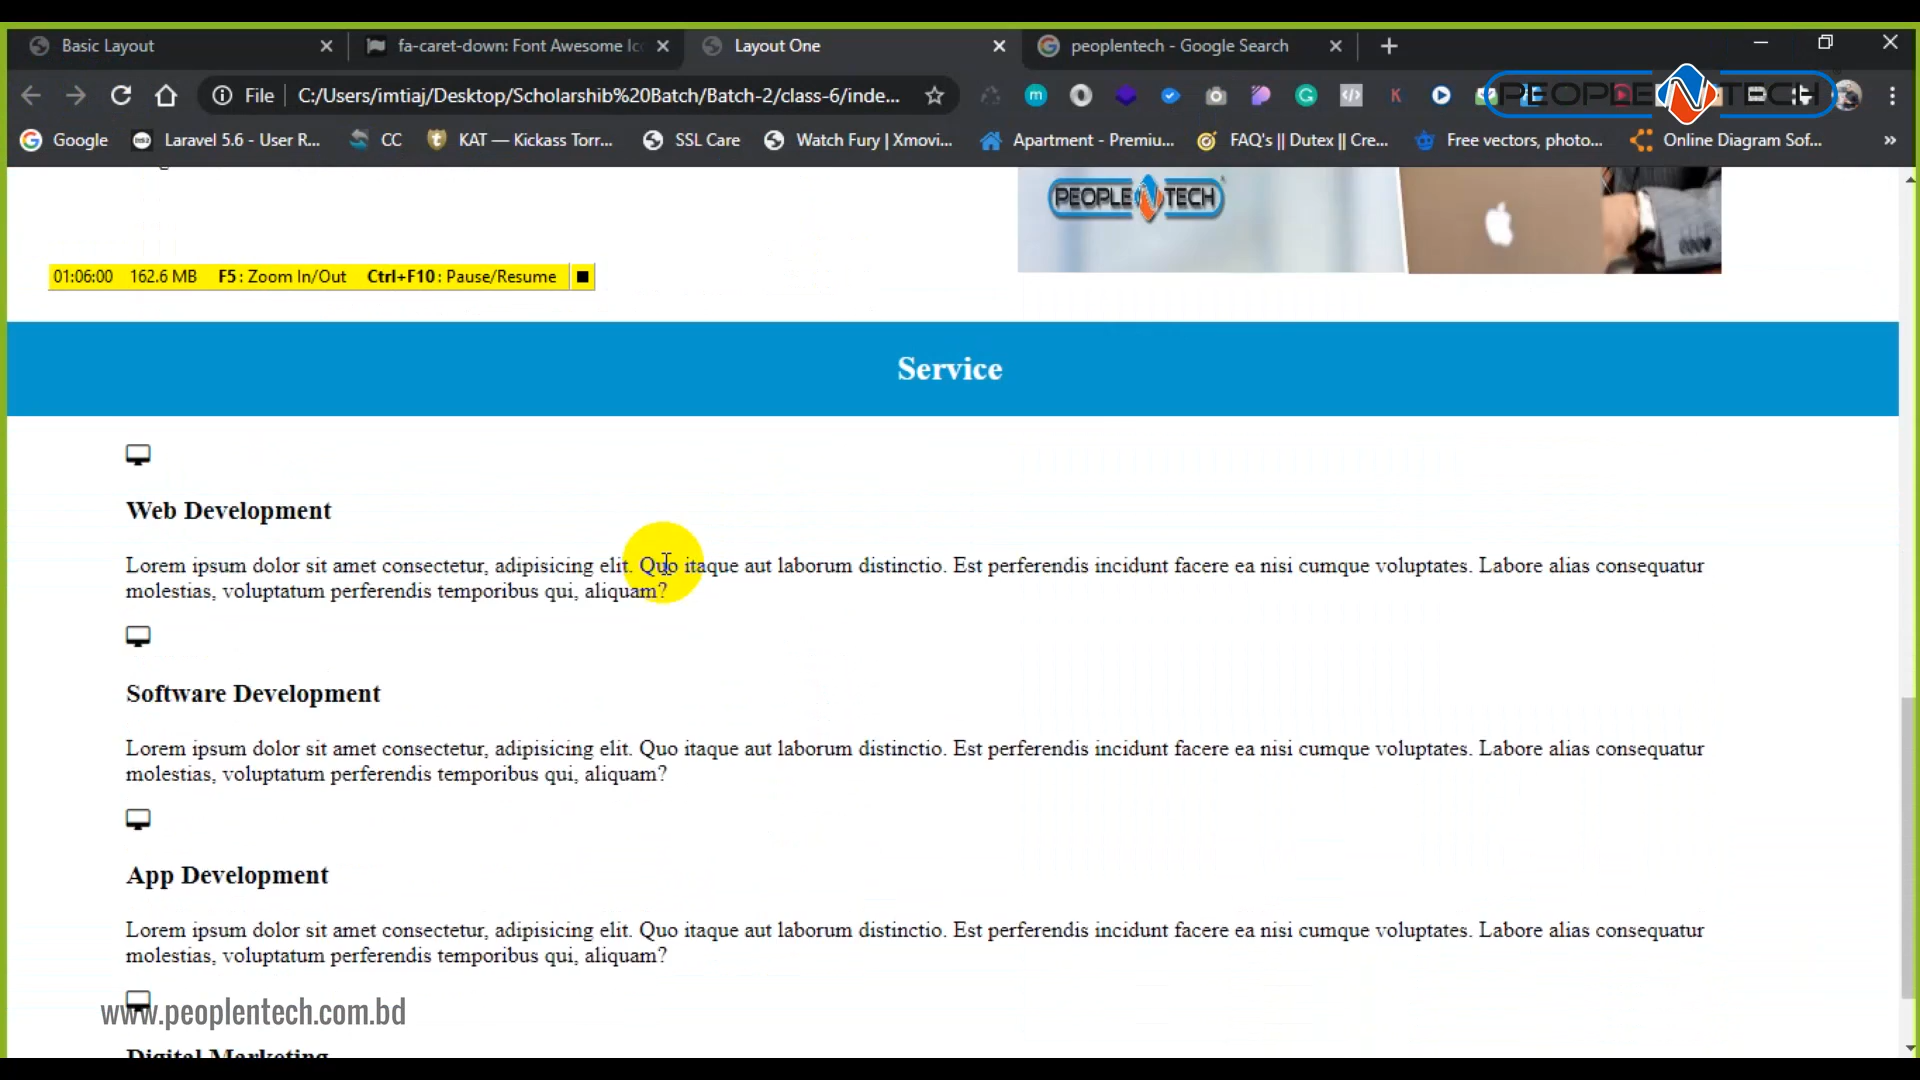 Basic Layout
fa-caret-down: Font Awesome Ic
Layout One
peoplentech - Google Search
File
C:/Users/imtiaj/Desktop/Scholarshib%20Batch/Batch-2/class-6/inde...
PEOPLE N TECH
Google
Laravel 5.6 - User R...
CC
KAT — Kickass Torr...
SSL Care
Watch Fury | Xmovi...
Apartment - Premiu...
FAQ's || Dutex || Cre...
Free vectors, photo...
Online Diagram Sof...
PEOPLE N TECH
01:06:00 162.6 MB F5: Zoom In/Out Ctrl+F10: Pause/Resume
Service
Web Development
Lorem ipsum dolor sit amet consectetur, adipisicing elit. Quo itaque aut laborum distinctio. Est perferendis incidunt facere ea nisi cumque voluptates. Labore alias consequatur
molestias, voluptatum perferendis temporibus qui, aliquam?
Software Development
Lorem ipsum dolor sit amet consectetur, adipisicing elit. Quo itaque aut laborum distinctio. Est perferendis incidunt facere ea nisi cumque voluptates. Labore alias consequatur
molestias, voluptatum perferendis temporibus qui, aliquam?
App Development
Lorem ipsum dolor sit amet consectetur, adipisicing elit. Quo itaque aut laborum distinctio. Est perferendis incidunt facere ea nisi cumque voluptates. Labore alias consequatur
molestias, voluptatum perferendis temporibus qui, aliquam?
www.peoplentech.com.bd
Digital Marketing